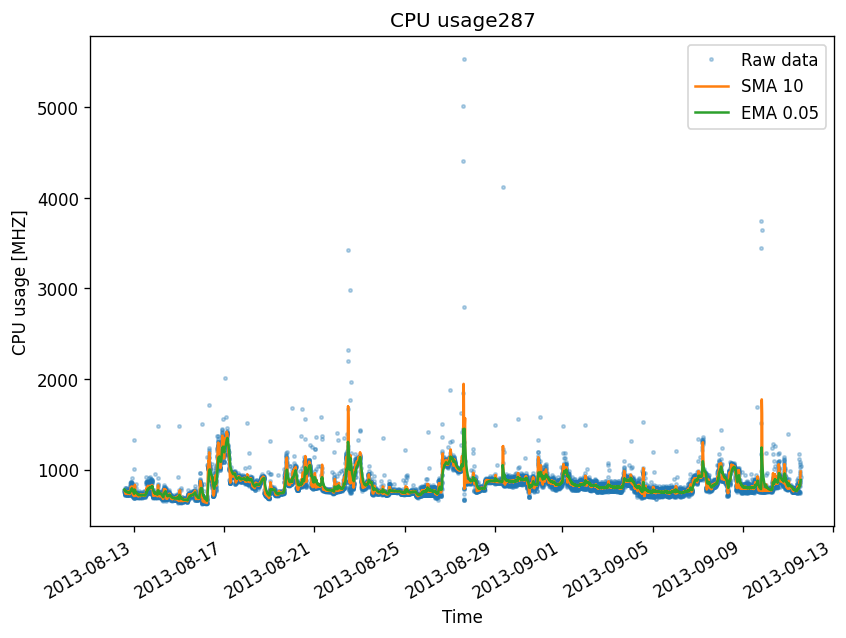 CPU usage287
Raw data
SMA 10
EMA 0.05
5000
4000
3000
2000
1000
CPU usage [MHZ]
2013-08-13
2013-08-17
2013-08-21
2013-08-25
2013-08-29
2013-09-01
2013-09-05
2013-09-09
2013-09-13
Time